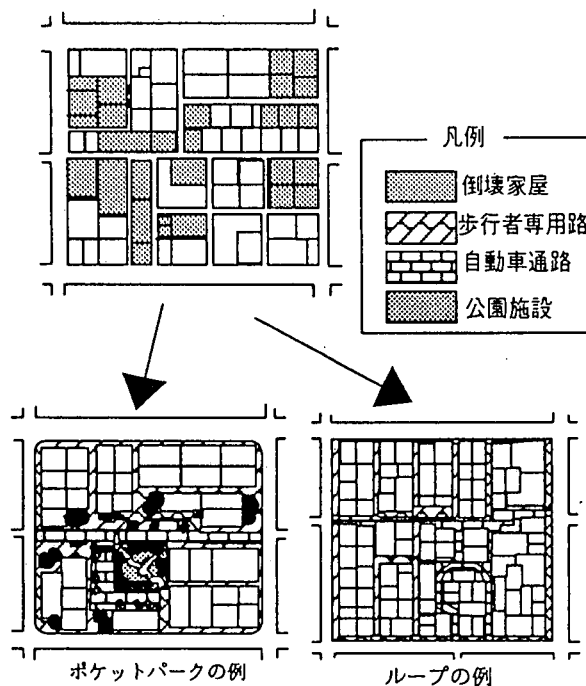 凡例
倒壊家屋
歩行者専用路
自動車通路
公園施設
ポケットパークの例
ループの例